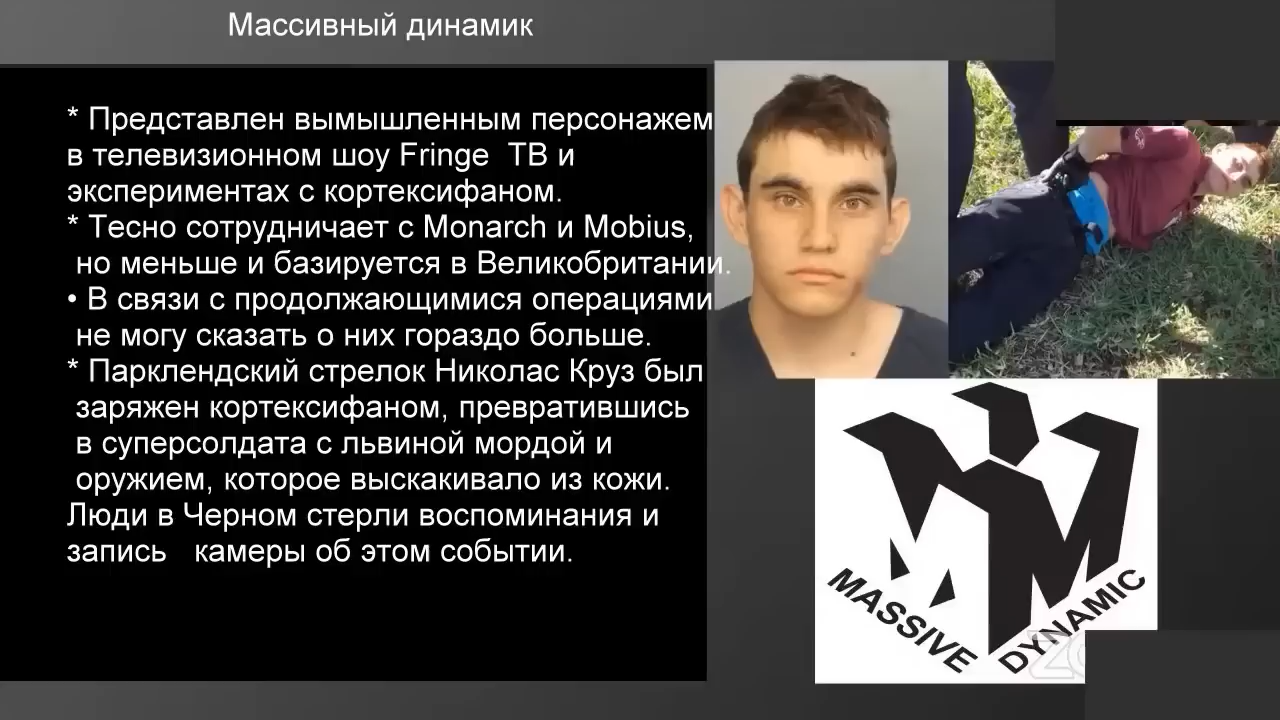 Массивный динамик
* Представлен вымышленным персонажем
в телевизионном шоу Fringe ТВ и
экспериментах с кортексифаном.
* Тесно сотрудничает с Monarch и Mobius,
но меньше и базируется в Великобритании.
• В связи с продолжающимися операциями
не могу сказать о них гораздо больше.
* Парклендский стрелок Николас Круз был
заряжен кортексифаном, превратившись
в суперсолдата с львиной мордой и
оружием, которое выскакивало из кожи.
Люди в Черном стерли воспоминания и
запись камеры об этом событии.
MASSIVE DYNAMIC